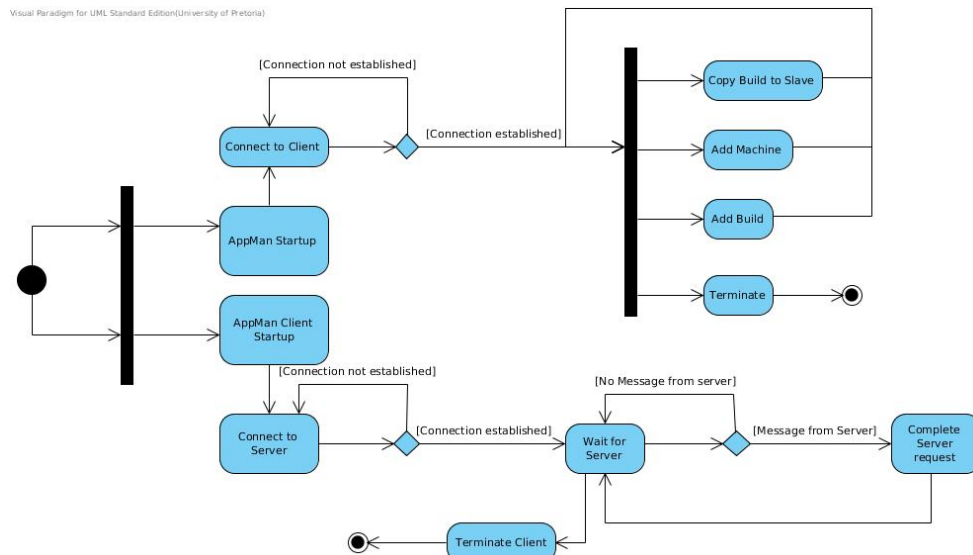 Visual Paradigm for UML Standard Edition(University of Pretoria)
[Connection not established]
Copy Build to Slave
Connect to Client
[Connection established]
Add Machine
AppMan Startup
Add Build
Terminate
AppMan Client
Startup
[Connection not established]
[No Message from server]
Connect to
Server
[Connection established]
Wait for
Server
[Message from Server]
Complete
Server
request
Terminate Client